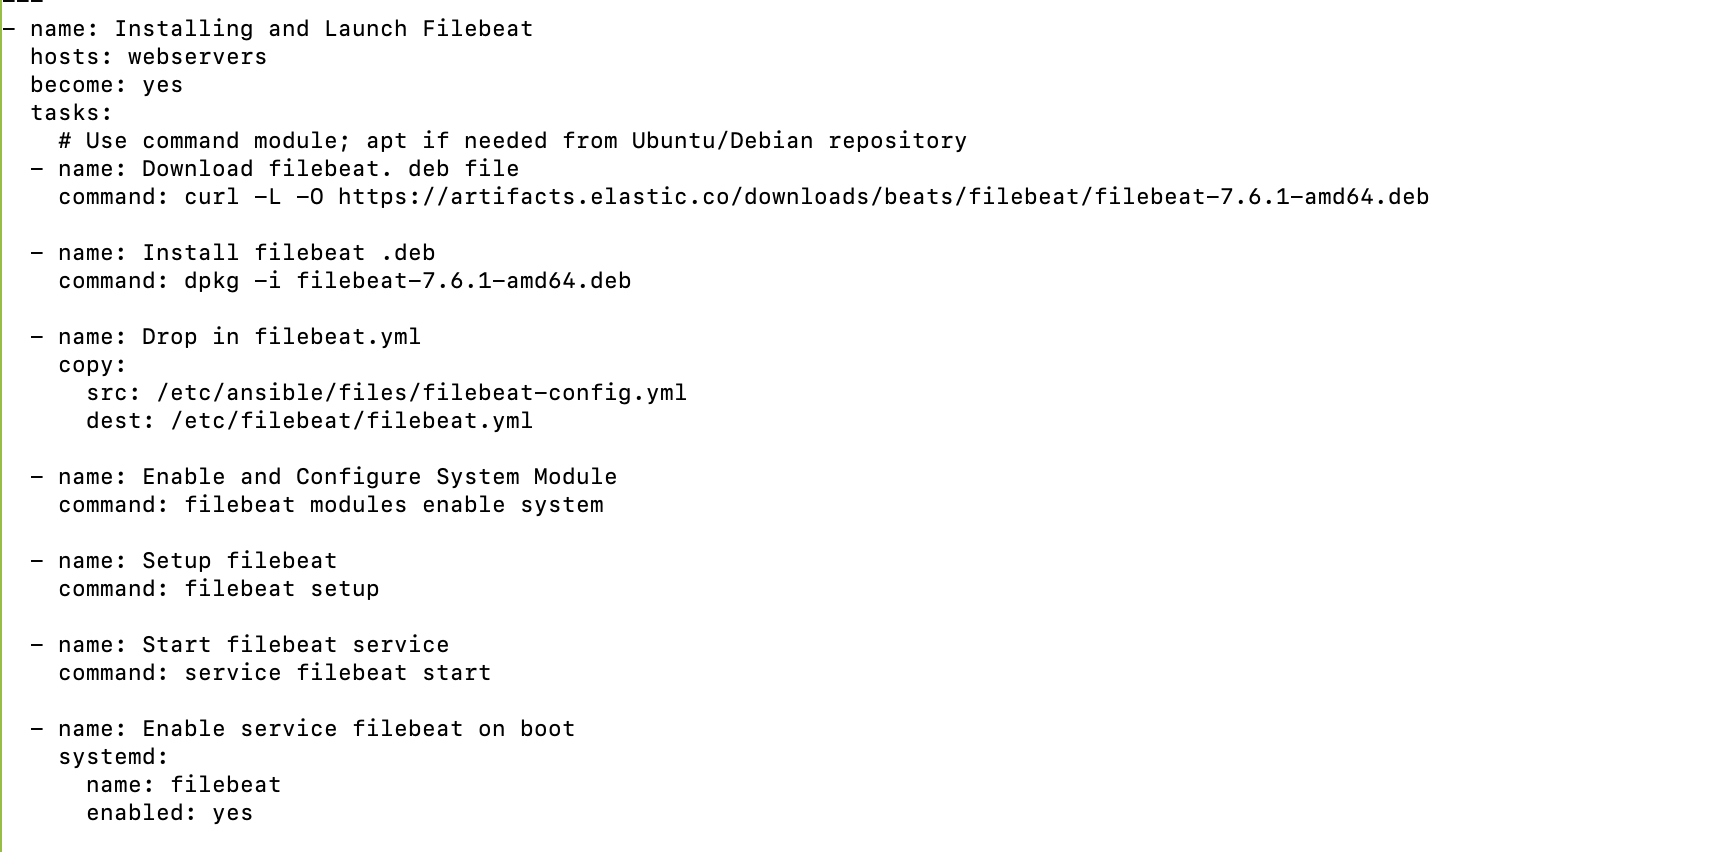 ---
- name: Installing and Launch Filebeat
  hosts: webservers
  become: yes
  tasks:
    # Use command module; apt if needed from Ubuntu/Debian repository
  - name: Download filebeat. deb file
    command: curl -L -O https://artifacts.elastic.co/downloads/beats/filebeat/filebeat-7.6.1-amd64.deb

  - name: Install filebeat .deb
    command: dpkg -i filebeat-7.6.1-amd64.deb

  - name: Drop in filebeat.yml
    copy:
      src: /etc/ansible/files/filebeat-config.yml
      dest: /etc/filebeat/filebeat.yml

  - name: Enable and Configure System Module
    command: filebeat modules enable system

  - name: Setup filebeat
    command: filebeat setup

  - name: Start filebeat service
    command: service filebeat start

  - name: Enable service filebeat on boot
    systemd:
      name: filebeat
      enabled: yes